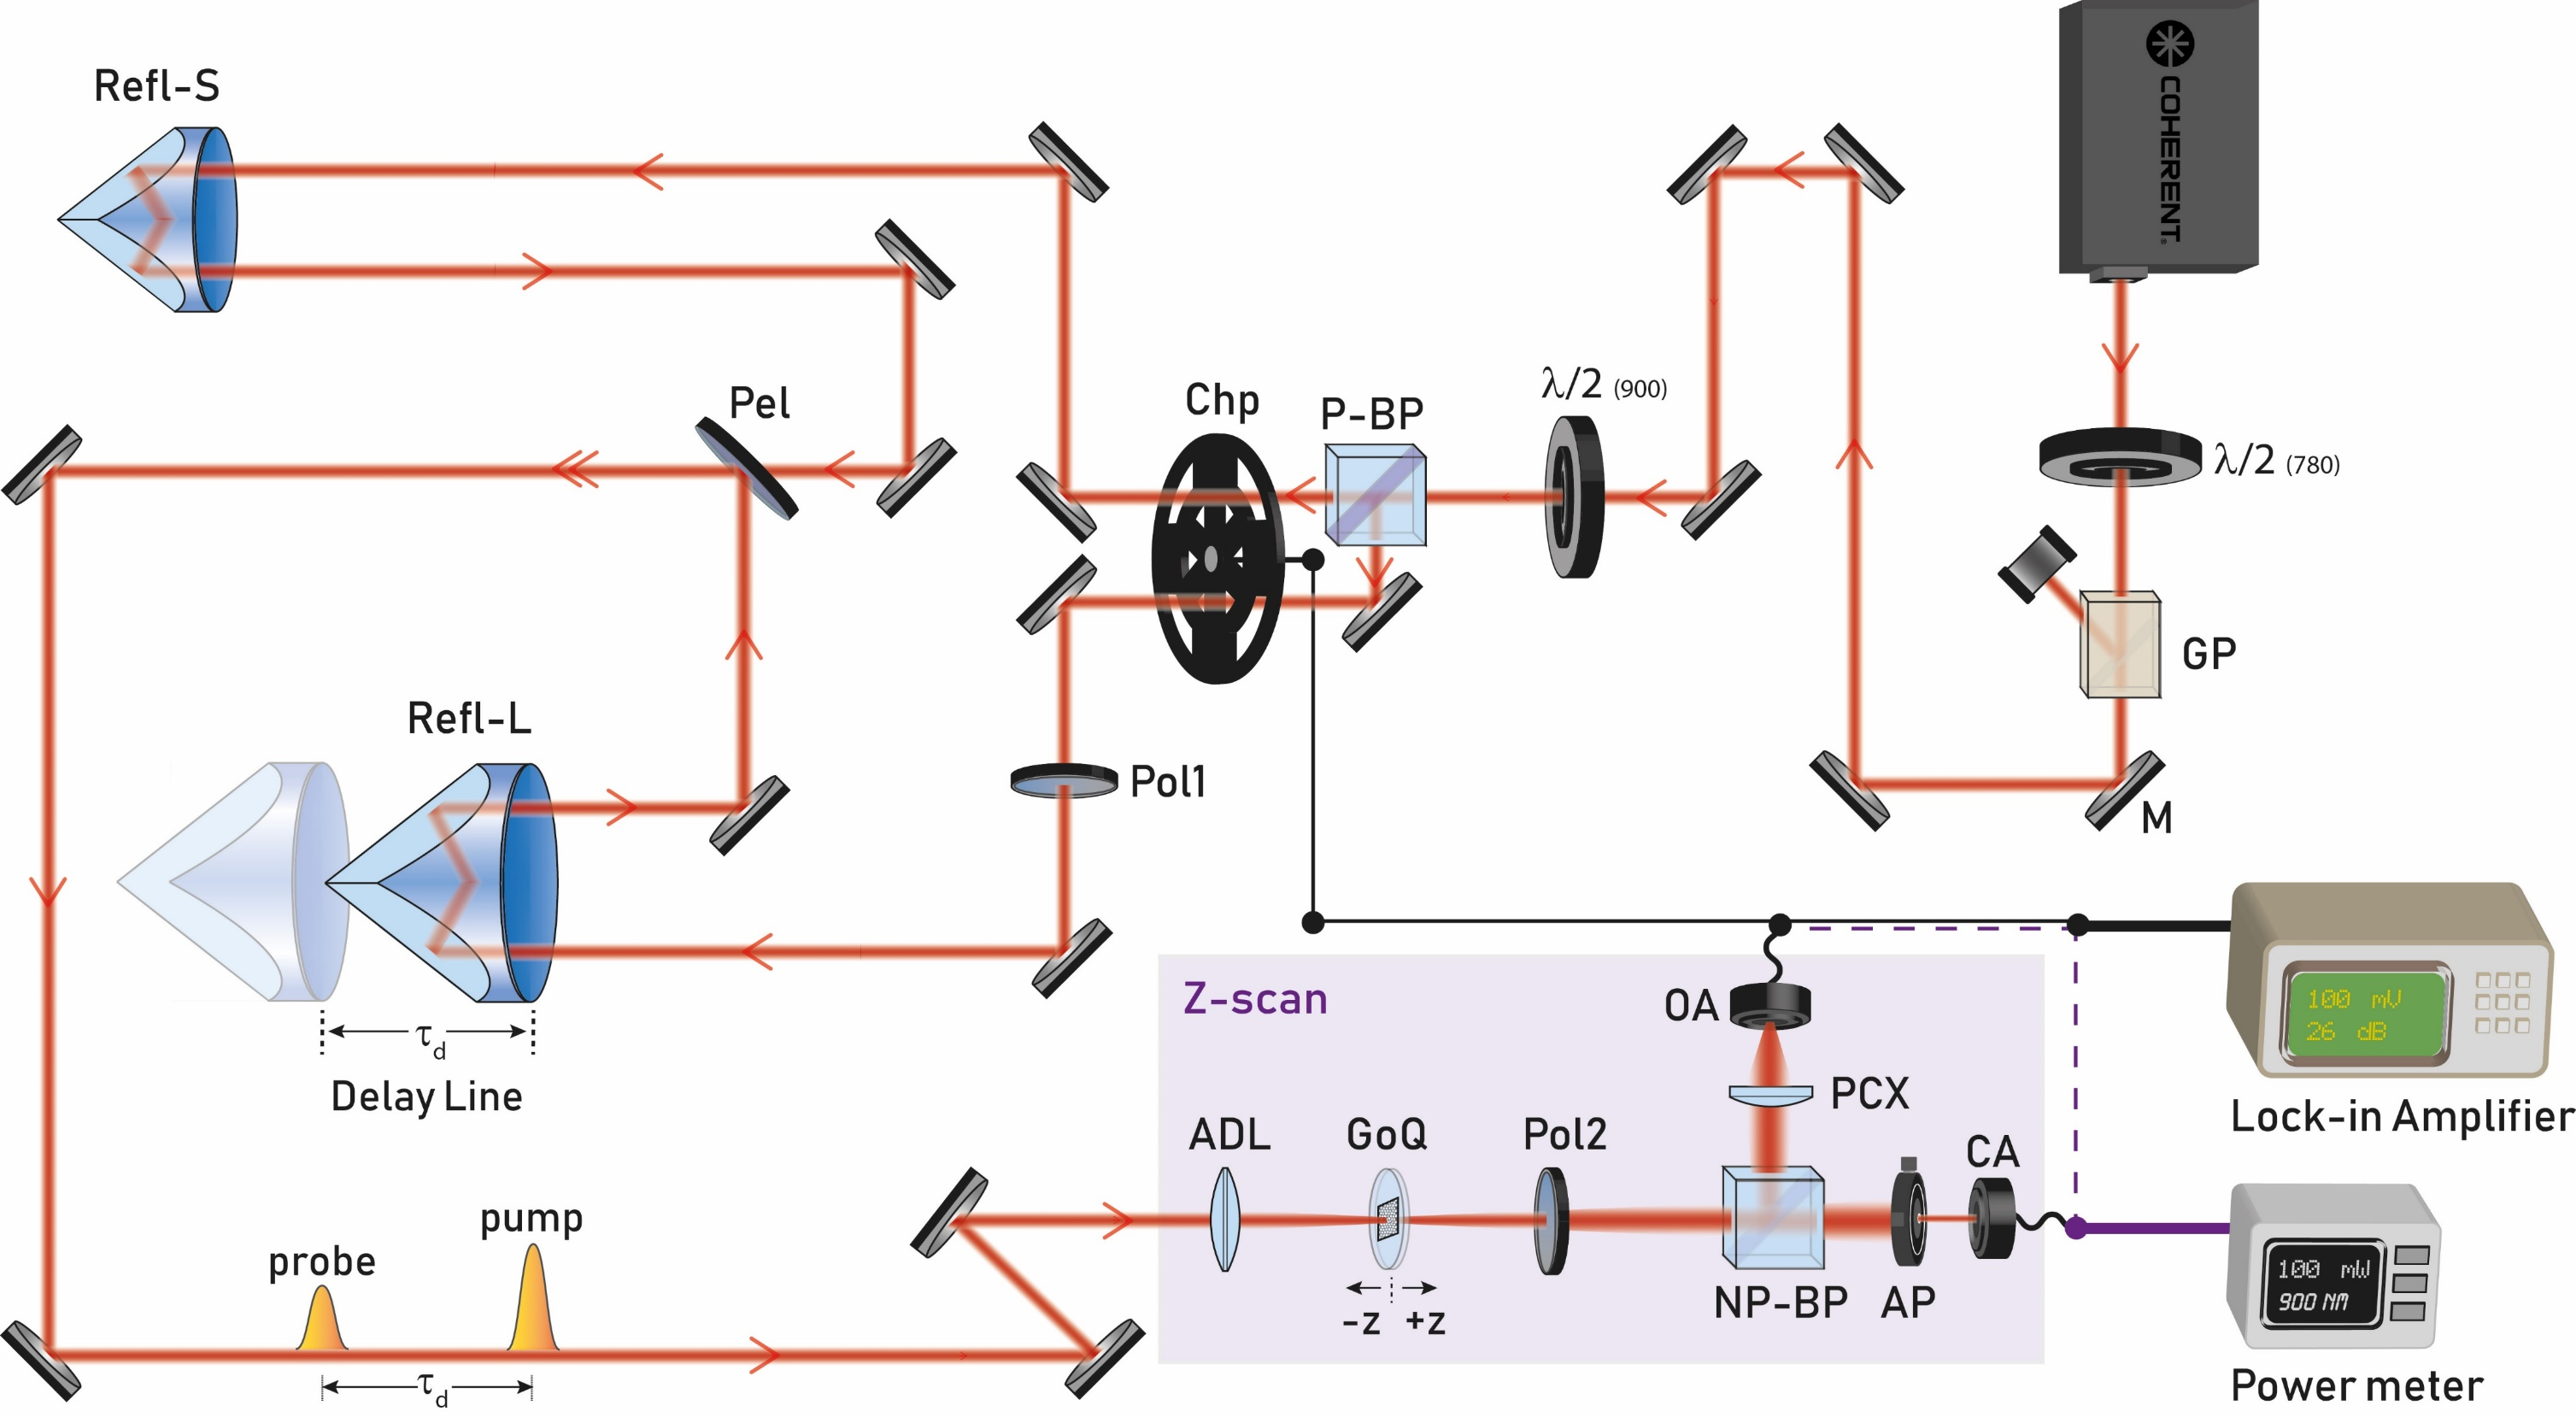 Refl-S
COHERENT®
Pel
Chp
P-BP
λ/2 (900)
λ/2 (780)
GP
Refl-L
Pol1
M
τd
Delay Line
Z-scan
OA
PCX
ADL
GoQ
Pol2
CA
NP-BP
AP
-z
+z
probe
pump
τd
100 mV
26 dB
Lock-in Amplifier
100 mW
900 NM
Power meter